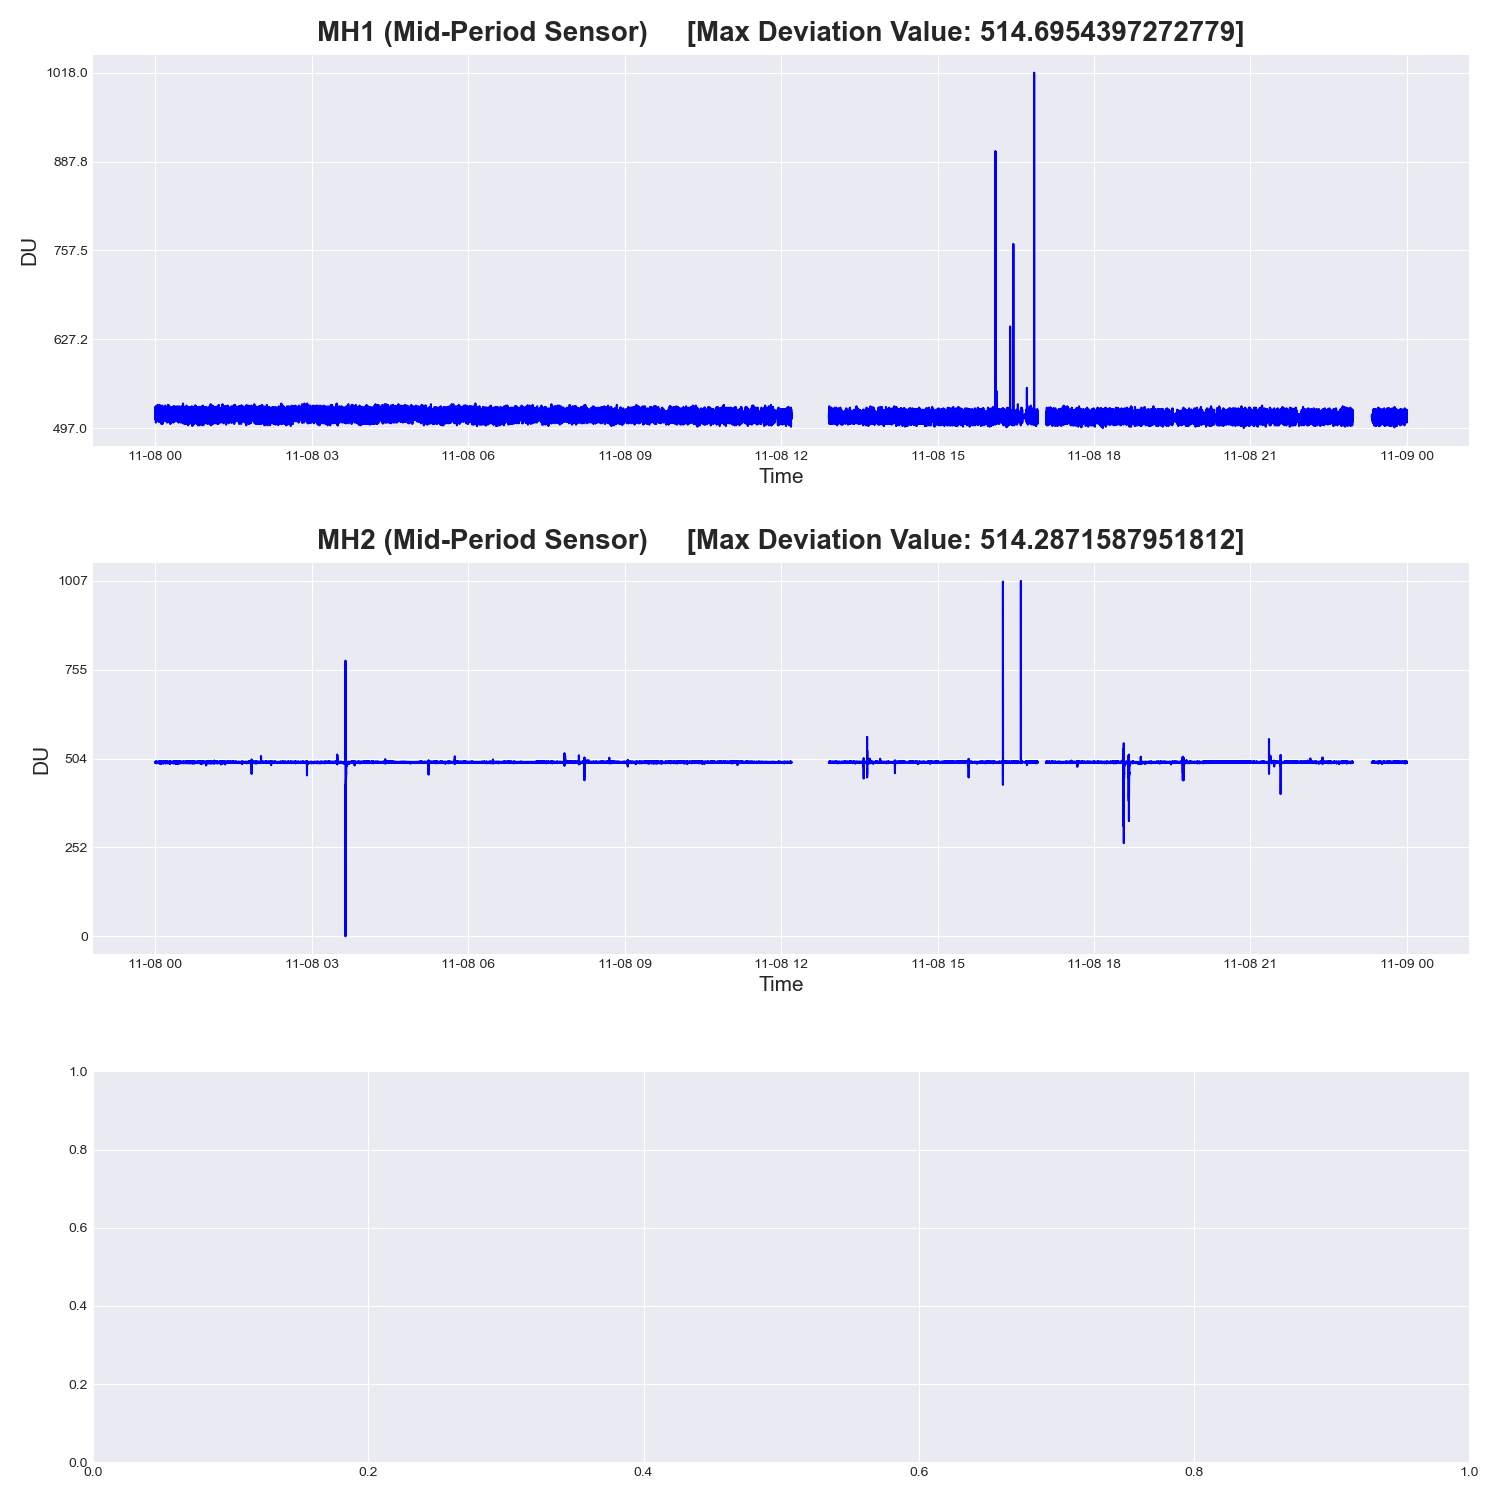 MH1 (Mid-Period Sensor) [Max Deviation Value: 514.6954397272779]
1018.0
887.8
757.5
627.2
497.0
DU
11-08 00 11-08 03 11-08 06 11-08 09 11-08 12 11-08 15 11-08 18 11-08 21 11-09 00
Time
MH2 (Mid-Period Sensor) [Max Deviation Value: 514.2871587951812]
1007
755
504
252
0
DU
11-08 00 11-08 03 11-08 06 11-08 09 11-08 12 11-08 15 11-08 18 11-08 21 11-09 00
Time
1.0
0.8
0.6
0.4
0.2
0.0
0.0 0.2 0.4 0.6 0.8 1.0